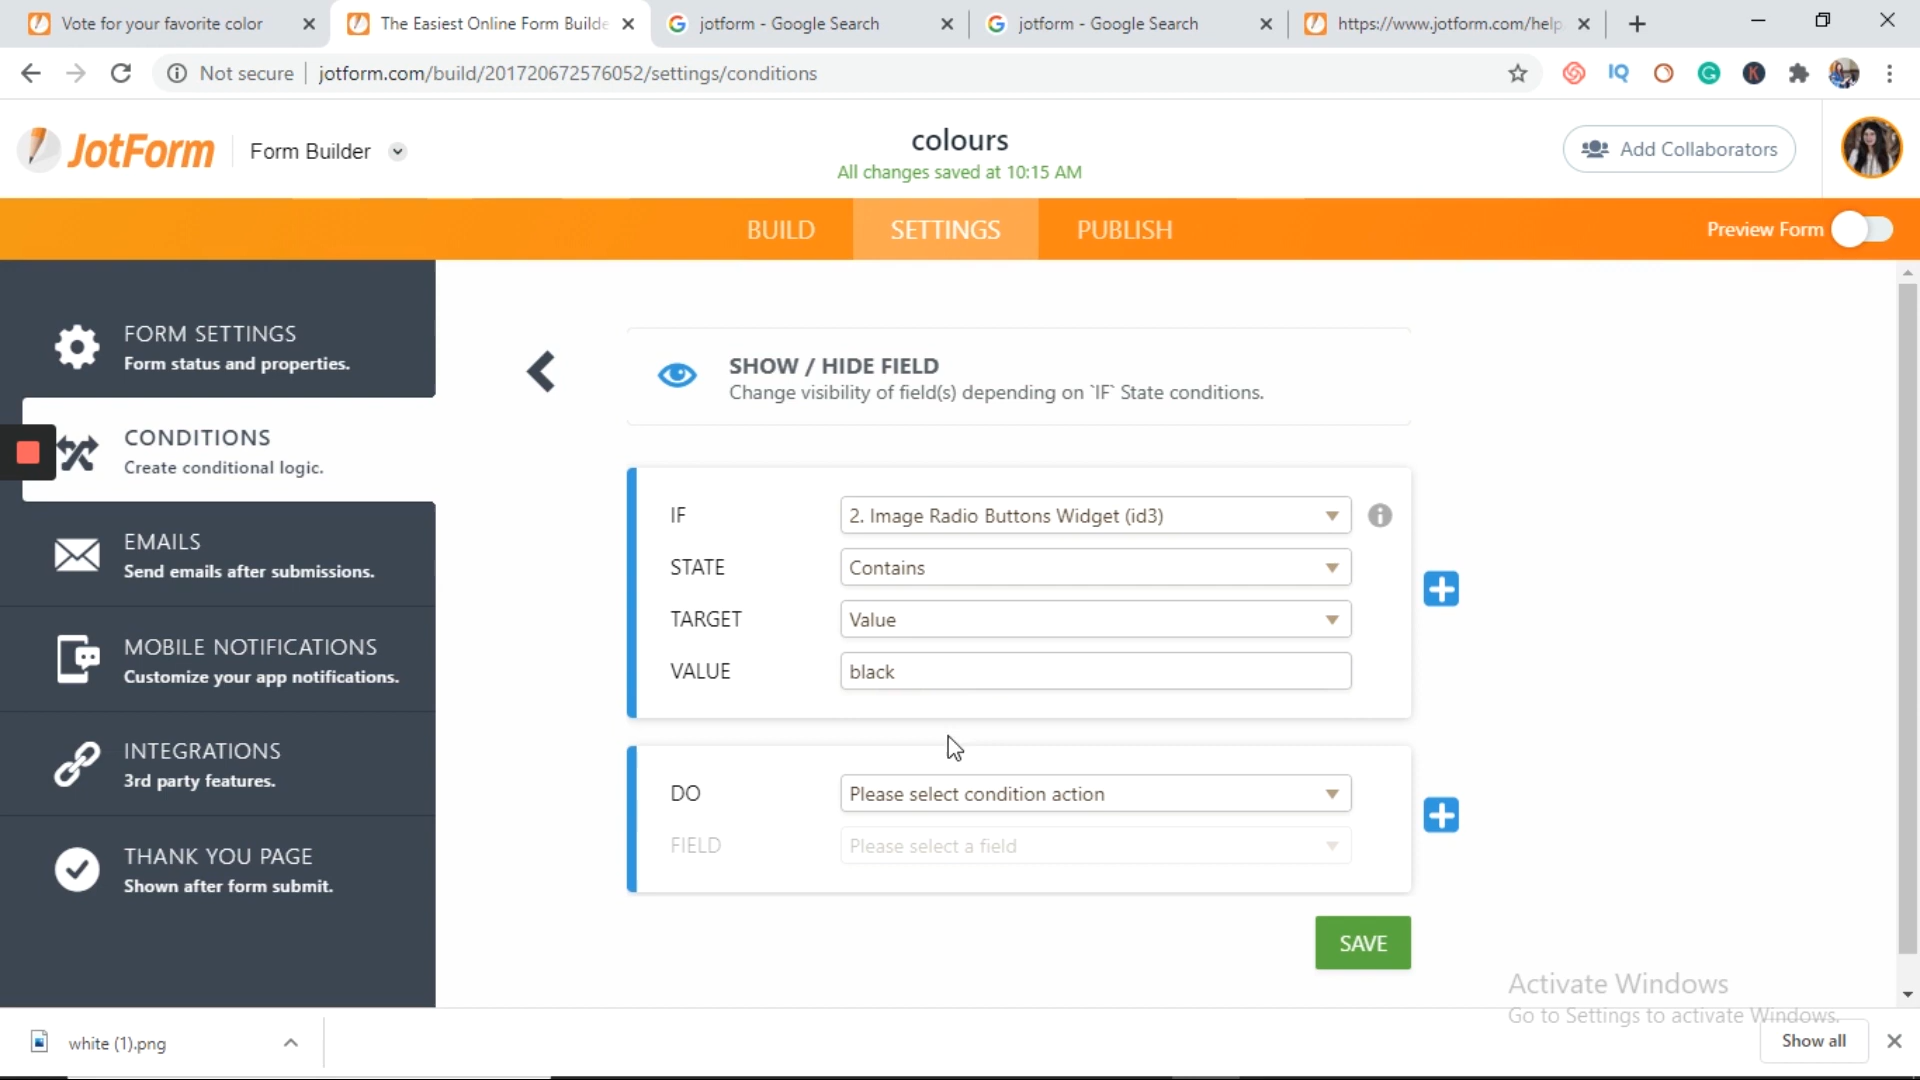 Vote for your favorite color
The Easiest Online Form Builde
jotform - Google Search
jotform - Google Search
https://www.jotform.com/help
Not secure
jotform.com/build/201720672576052/settings/conditions
IQ
G
K
JotForm
Form Builder
colours
All changes saved at 10:15 AM
Add Collaborators
BUILD
SETTINGS
PUBLISH
Preview Form
FORM SETTINGS
Form status and properties.
CONDITIONS
Create conditional logic.
EMAILS
Send emails after submissions.
MOBILE NOTIFICATIONS
Customize your app notifications.
INTEGRATIONS
3rd party features.
THANK YOU PAGE
Shown after form submit.
SHOW / HIDE FIELD
Change visibility of field(s) depending on `IF` State conditions.
IF
2. Image Radio Buttons Widget (id3)
STATE
Contains
TARGET
Value
VALUE
black
DO
Please select condition action
FIELD
Please select a field
SAVE
Activate Windows
Go to Settings to activate Windows.
white (1).png
Show all